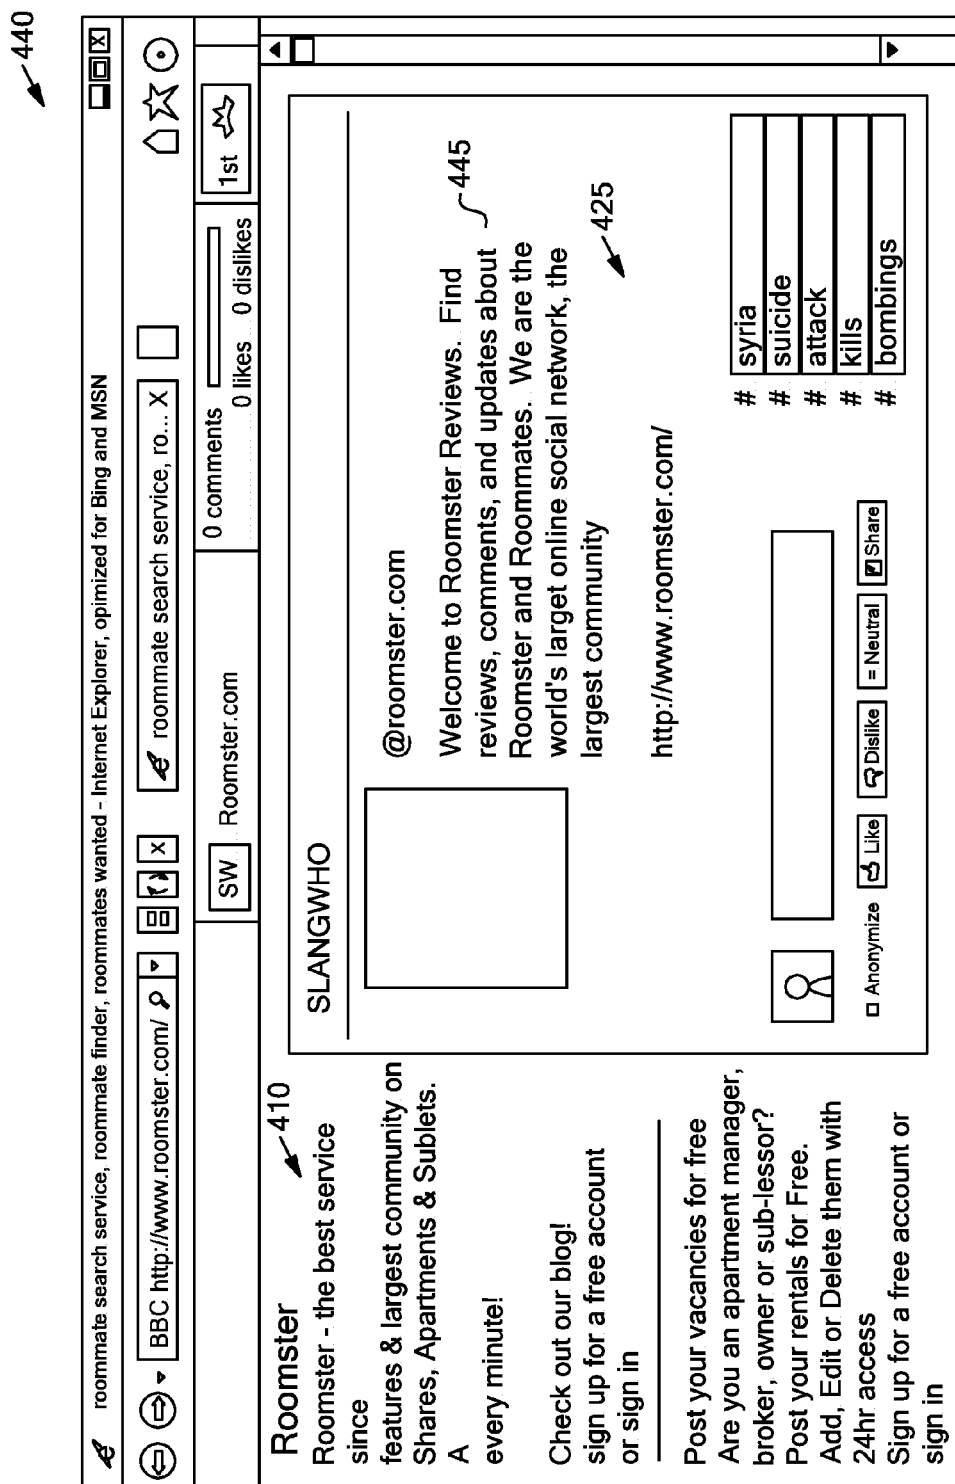 440
roommate search service, roommate finder, roommates wanted - Internet Explorer, opimized for Bing and MSN X
BBC http://www.roomster.com/ X roommate search service, ro... X
SW Roomster.com
0 comments
0 likes 0 dislikes
1st
Roomster
410
Roomster - the best service
since
features & largest community on
Shares, Apartments & Sublets.
A
every minute!
Check out our blog!
sign up for a free account
or sign in
Post your vacancies for free
Are you an apartment manager,
broker, owner or sub-lessor?
Post your rentals for Free.
Add, Edit or Delete them with
24hr access
Sign up for a free account or
sign in
SLANGWHO
@roomster.com
Welcome to Roomster Reviews. Find
reviews, comments, and updates about
Roomster and Roommates. We are the
world's larget online social network, the
largest community
445
425
http://www.roomster.com/
# syria
# suicide
# attack
# kills
# bombings
Anonymize Like Dislike = Neutral Share